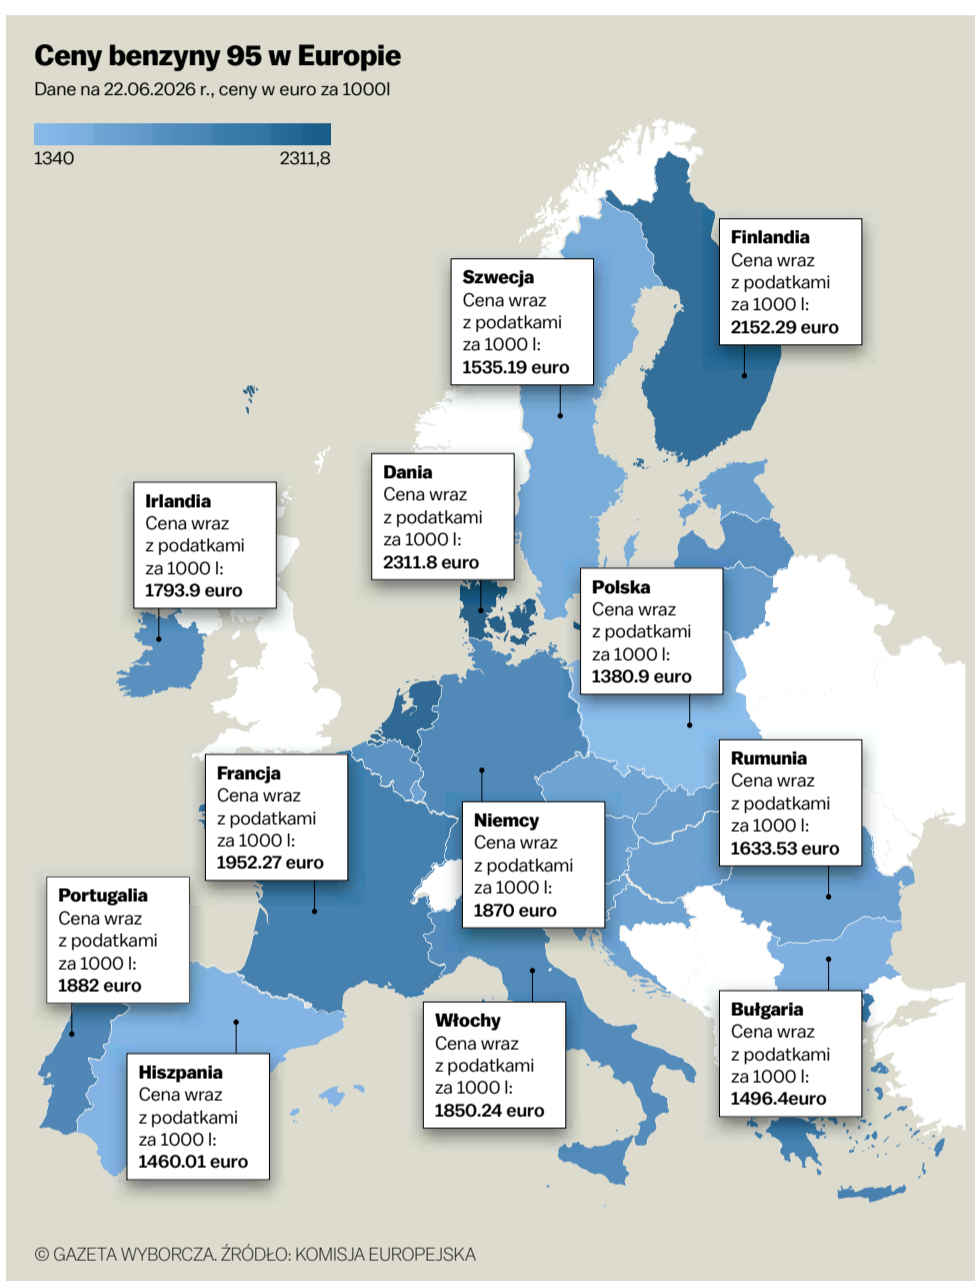 Ceny benzyny 95 w Europie
Dane na 22.06.2026 r., ceny w euro za 1000l
1340
2311,8
Finlandia
Cena wraz
z podatkami
za 1000 l:
2152.29 euro
Szwecja
Cena wraz
z podatkami
za 1000 l:
1535.19 euro
Dania
Cena wraz
z podatkami
za 1000 l:
2311.8 euro
Irlandia
Cena wraz
z podatkami
za 1000 l:
1793.9 euro
Polska
Cena wraz
z podatkami
za 1000 l:
1380.9 euro
Rumunia
Cena wraz
z podatkami
za 1000 l:
1633.53 euro
Francja
Cena wraz
z podatkami
za 1000 l:
1952.27 euro
Niemcy
Cena wraz
z podatkami
za 1000 l:
1870 euro
Portugalia
Cena wraz
z podatkami
za 1000 l:
1882 euro
Włochy
Cena wraz
z podatkami
za 1000 l:
1850.24 euro
Bułgaria
Cena wraz
z podatkami
za 1000 l:
1496.4euro
Hiszpania
Cena wraz
z podatkami
za 1000 l:
1460.01 euro
© GAZETA WYBORCZA. ŹRÓDŁO: KOMISJA EUROPEJSKA